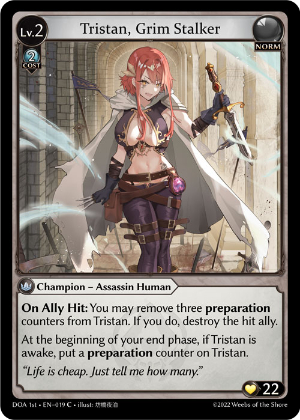 Lv.2
Tristan, Grim Stalker
NORM
2
COST
Champion – Assassin Human
On Ally Hit: You may remove three preparation
counters from Tristan. If you do, destroy the hit ally.
At the beginning of your end phase, if Tristan is
awake, put a preparation counter on Tristan.
“Life is cheap. Just tell me how many.”
22
DOA 1st • EN-019 C • illust:
©2022 Weebs of the Shore